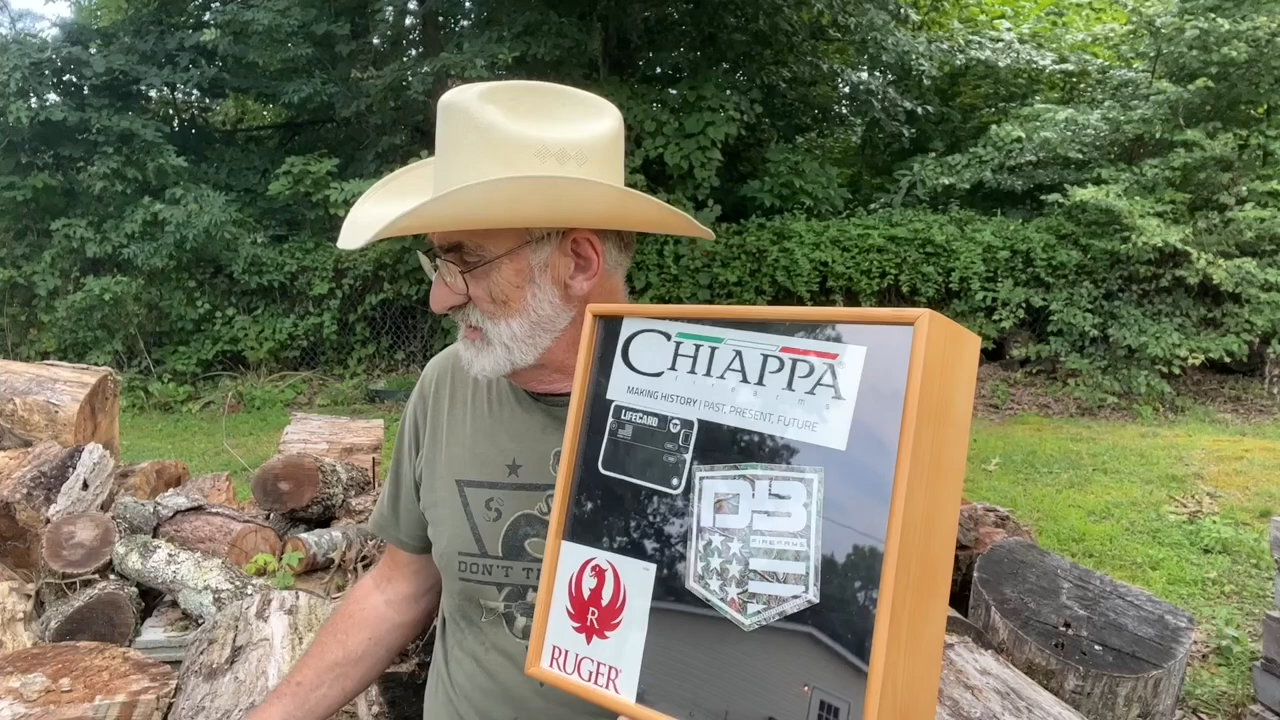 CHIAPPA
firearms
MAKING HISTORY | PAST, PRESENT, FUTURE
LIFECARD
DB
FIREARMS
S
DON'T
R
RUGER